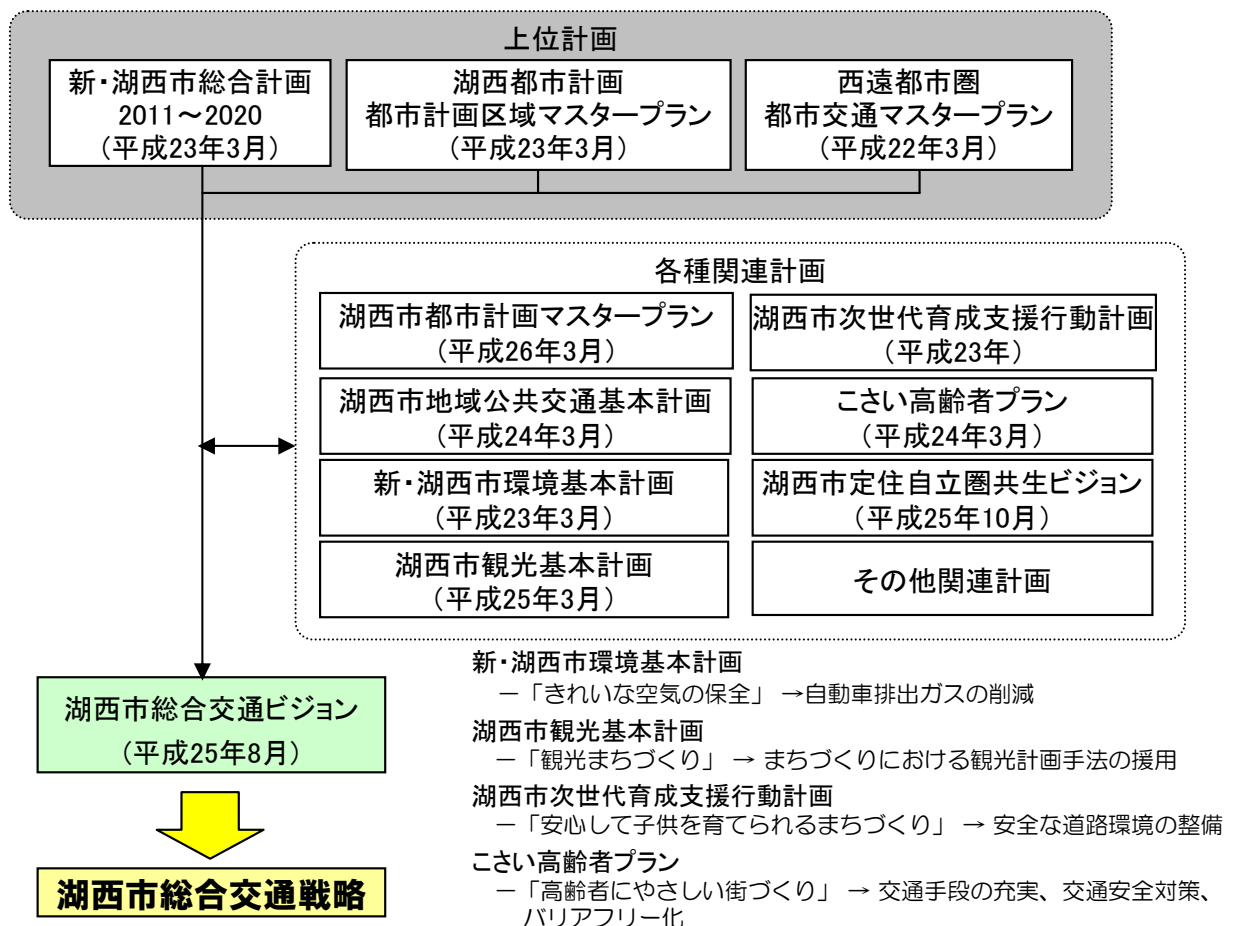 上位計画
新・湖西市総合計画
2011～2020
（平成23年3月）
湖西都市計画
都市計画区域マスタープラン
（平成23年3月）
西遠都市圏
都市交通マスタープラン
（平成22年3月）
各種関連計画
湖西市都市計画マスタープラン
（平成26年3月）
湖西市次世代育成支援行動計画
（平成23年）
湖西市地域公共交通基本計画
（平成24年3月）
こさい高齢者プラン
（平成24年3月）
新・湖西市環境基本計画
（平成23年3月）
湖西市定住自立圏共生ビジョン
（平成25年10月）
湖西市観光基本計画
（平成25年3月）
その他関連計画
湖西市総合交通ビジョン
（平成25年8月）
湖西市総合交通戦略
新・湖西市環境基本計画
－「きれいな空気の保全」 →自動車排出ガスの削減
湖西市観光基本計画
－「観光まちづくり」 → まちづくりにおける観光計画手法の援用
湖西市次世代育成支援行動計画
－「安心して子供を育てられるまちづくり」 → 安全な道路環境の整備
こさい高齢者プラン
－「高齢者にやさしい街づくり」 → 交通手段の充実、交通安全対策、
バリアフリー化